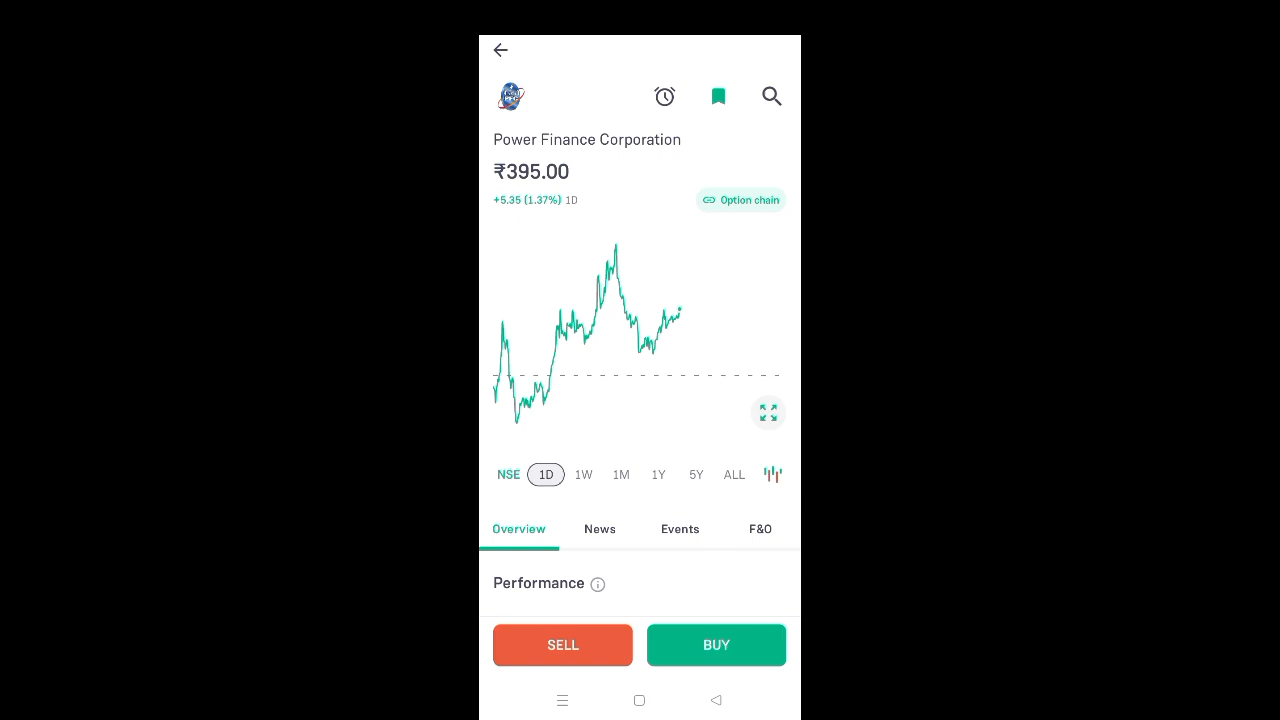 Power Finance Corporation
₹395.00
+5.35 (1.37%) 1D
Option chain
NSE 1D 1W 1M 1Y 5Y ALL
Overview News Events F&O
Performance
SELL BUY